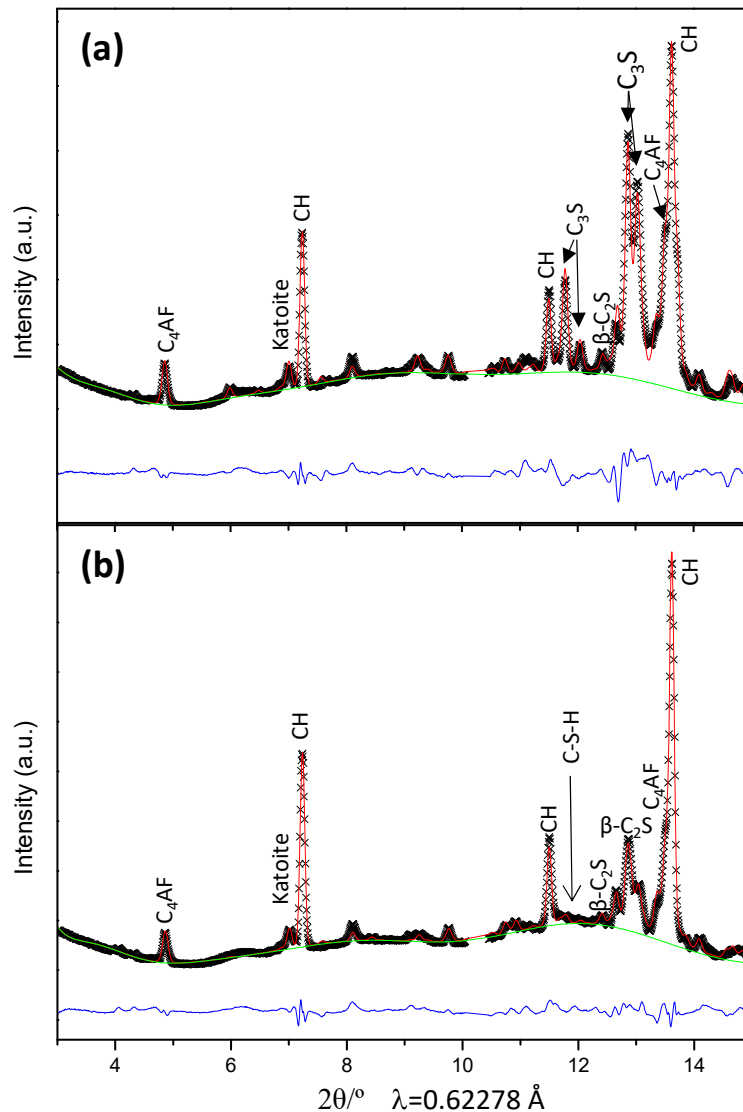 (a)
CH
C₃S
C₄AF
CH
C₃S
CH
Katoite
β-C₂S
C₄AF
Intensity (a.u.)
(b)
CH
C-S-H
CH
C₄AF
β-C₂S
CH
Katoite
β-C₂S
C₄AF
Intensity (a.u.)
4 6 8 10 12 14
2θ/º λ=0.62278 Å